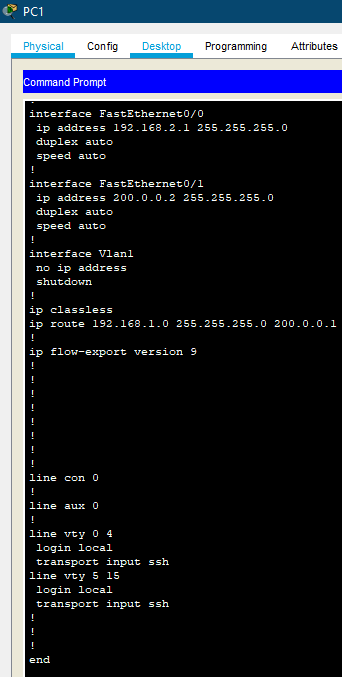 PC1
Physical Config Desktop Programming Attributes
Command Prompt
!
interface FastEthernet0/0
 ip address 192.168.2.1 255.255.255.0
 duplex auto
 speed auto
!
interface FastEthernet0/1
 ip address 200.0.0.2 255.255.255.0
 duplex auto
 speed auto
!
interface Vlan1
 no ip address
 shutdown
!
ip classless
ip route 192.168.1.0 255.255.255.0 200.0.0.1
!
ip flow-export version 9
!
!
!
!
!
!
!
!
line con 0
!
line aux 0
!
line vty 0 4
 login local
 transport input ssh
line vty 5 15
 login local
 transport input ssh
!
!
!
end